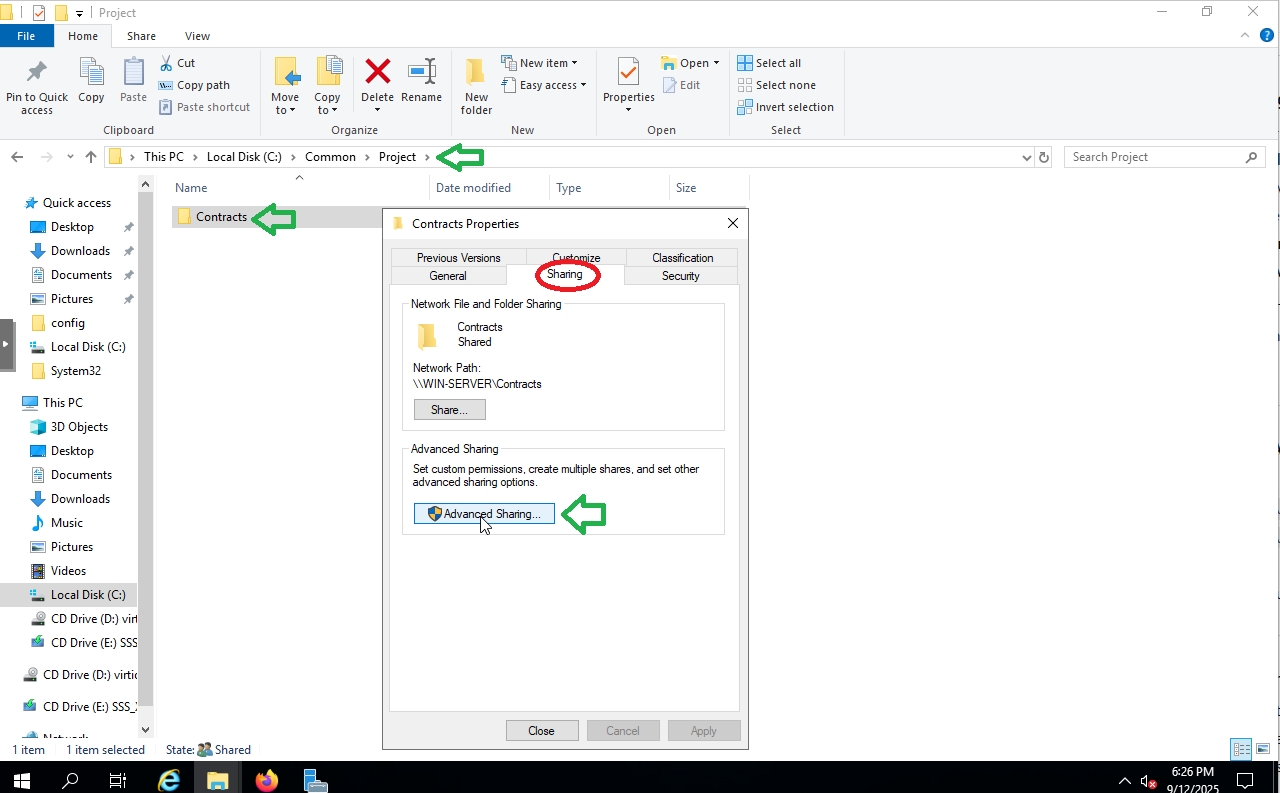 Project
File Home Share View
Pin to Quick access
Copy
Paste
Cut
Copy path
Paste shortcut
Clipboard
Move to
Copy to
Delete
Rename
Organize
New folder
New item
Easy access
New
Properties
Open
Edit
Open
Select all
Select none
Invert selection
Select
This PC > Local Disk (C:) > Common > Project >
Search Project
Name Date modified Type Size
Contracts
Quick access
Desktop
Downloads
Documents
Pictures
config
Local Disk (C:)
System32
This PC
3D Objects
Desktop
Documents
Downloads
Music
Pictures
Videos
Local Disk (C:)
CD Drive (D:) virt
CD Drive (E:) SSS
CD Drive (D:) virtio
CD Drive (E:) SSS_
Network
Contracts Properties
Previous Versions Customize Classification
General Sharing Security
Network File and Folder Sharing
Contracts
Shared
Network Path:
\\WIN-SERVER\Contracts
Share...
Advanced Sharing
Set custom permissions, create multiple shares, and set other
advanced sharing options.
Advanced Sharing...
Close Cancel Apply
1 item 1 item selected State: Shared
6:26 PM
9/12/2025